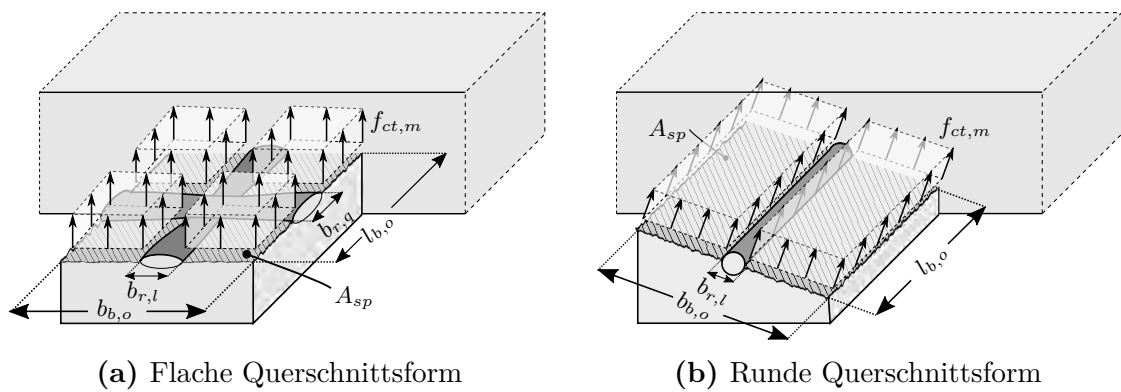 f_{ct,m}
b_{r,q}
l_{b,o}
b_{r,l}
b_{b,o}
A_{sp}
(a) Flache Querschnittsform
A_{sp}
f_{ct,m}
l_{b,o}
b_{r,l}
b_{b,o}
(b) Runde Querschnittsform